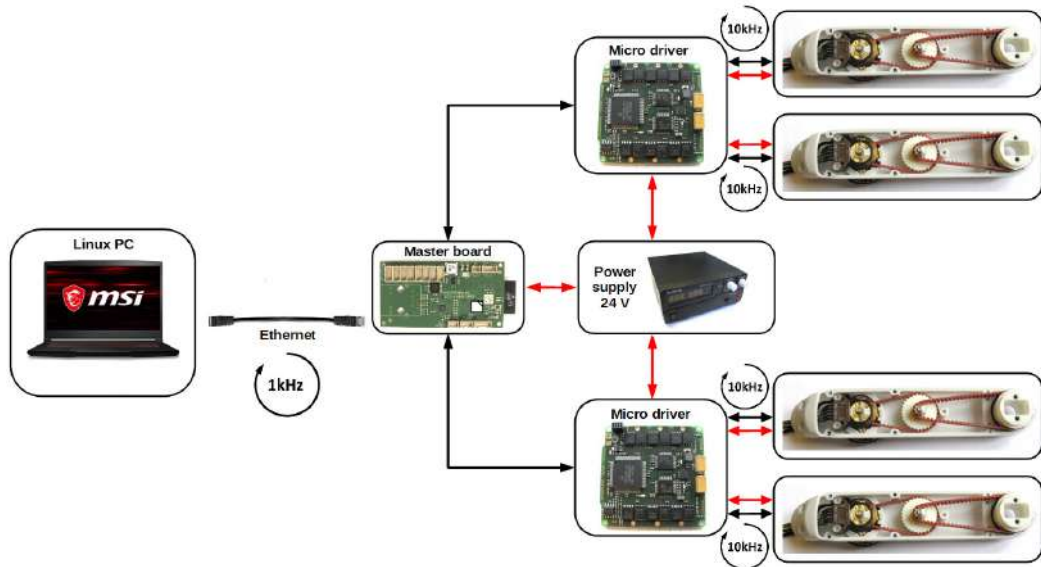 10kHz
Micro driver
10kHz
Linux PC
msi
Ethernet
1kHz
Master board
Power
supply
24 V
Micro driver
10kHz
10kHz